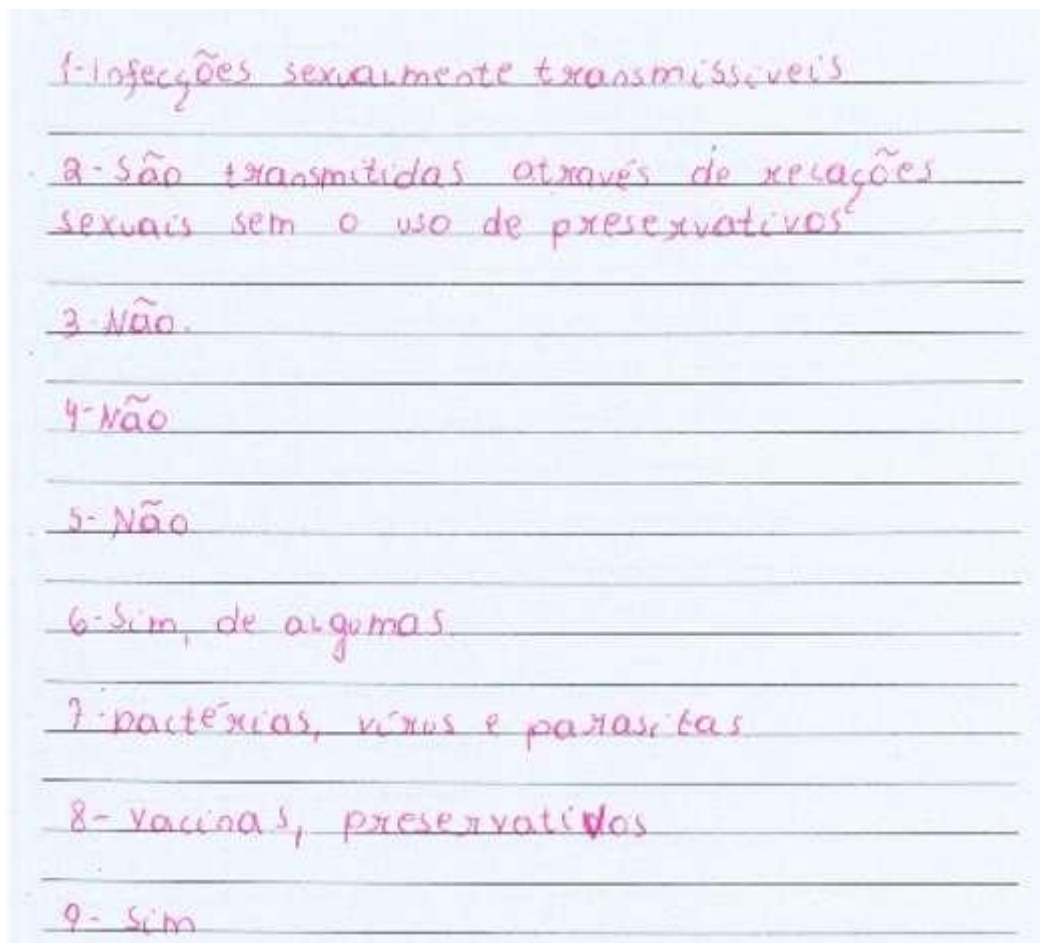 1-Infecções sexualmente transmissíveis
2-São transmitidas através de relações
sexuais sem o uso de preservativos
3-Não.
4-Não
5-Não
6-Sim, de algumas.
7-bactérias, vírus e parasitas
8-Vacinas, preservativos
9-Sim